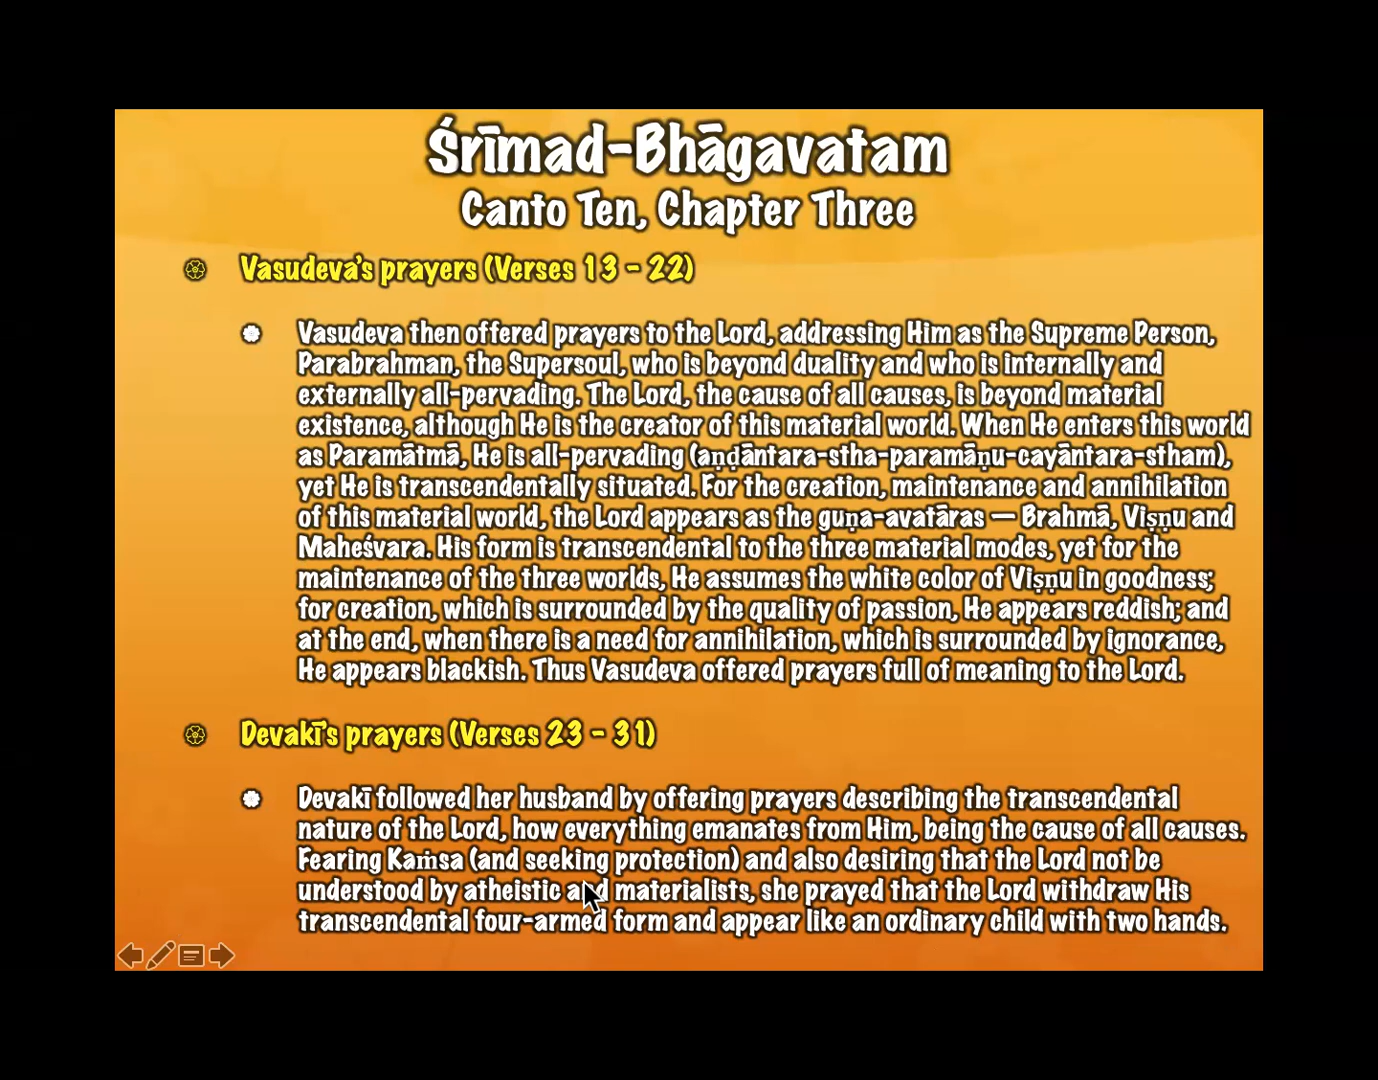 Śrīmad-Bhāgavatam
Canto Ten, Chapter Three
Vasudeva's prayers (Verses 13 - 22)
Vasudeva then offered prayers to the Lord, addressing Him as the Supreme Person,
Parabrahman, the Supersoul, who is beyond duality and who is internally and
externally all-pervading. The Lord, the cause of all causes, is beyond material
existence, although He is the creator of this material world. When He enters this world
as Paramātmā, He is all-pervading (aṇḍāntara-stha-paramāṇu-cayāntara-stham),
yet He is transcendentally situated. For the creation, maintenance and annihilation
of this material world, the Lord appears as the guṇa-avatāras — Brahmā, Viṣṇu and
Maheśvara. His form is transcendental to the three material modes, yet for the
maintenance of the three worlds, He assumes the white color of Viṣṇu in goodness;
for creation, which is surrounded by the quality of passion, He appears reddish; and
at the end, when there is a need for annihilation, which is surrounded by ignorance,
He appears blackish. Thus Vasudeva offered prayers full of meaning to the Lord.
Devakī's prayers (Verses 23 - 31)
Devakī followed her husband by offering prayers describing the transcendental
nature of the Lord, how everything emanates from Him, being the cause of all causes.
Fearing Kaṁsa (and seeking protection) and also desiring that the Lord not be
understood by atheistic and materialists, she prayed that the Lord withdraw His
transcendental four-armed form and appear like an ordinary child with two hands.